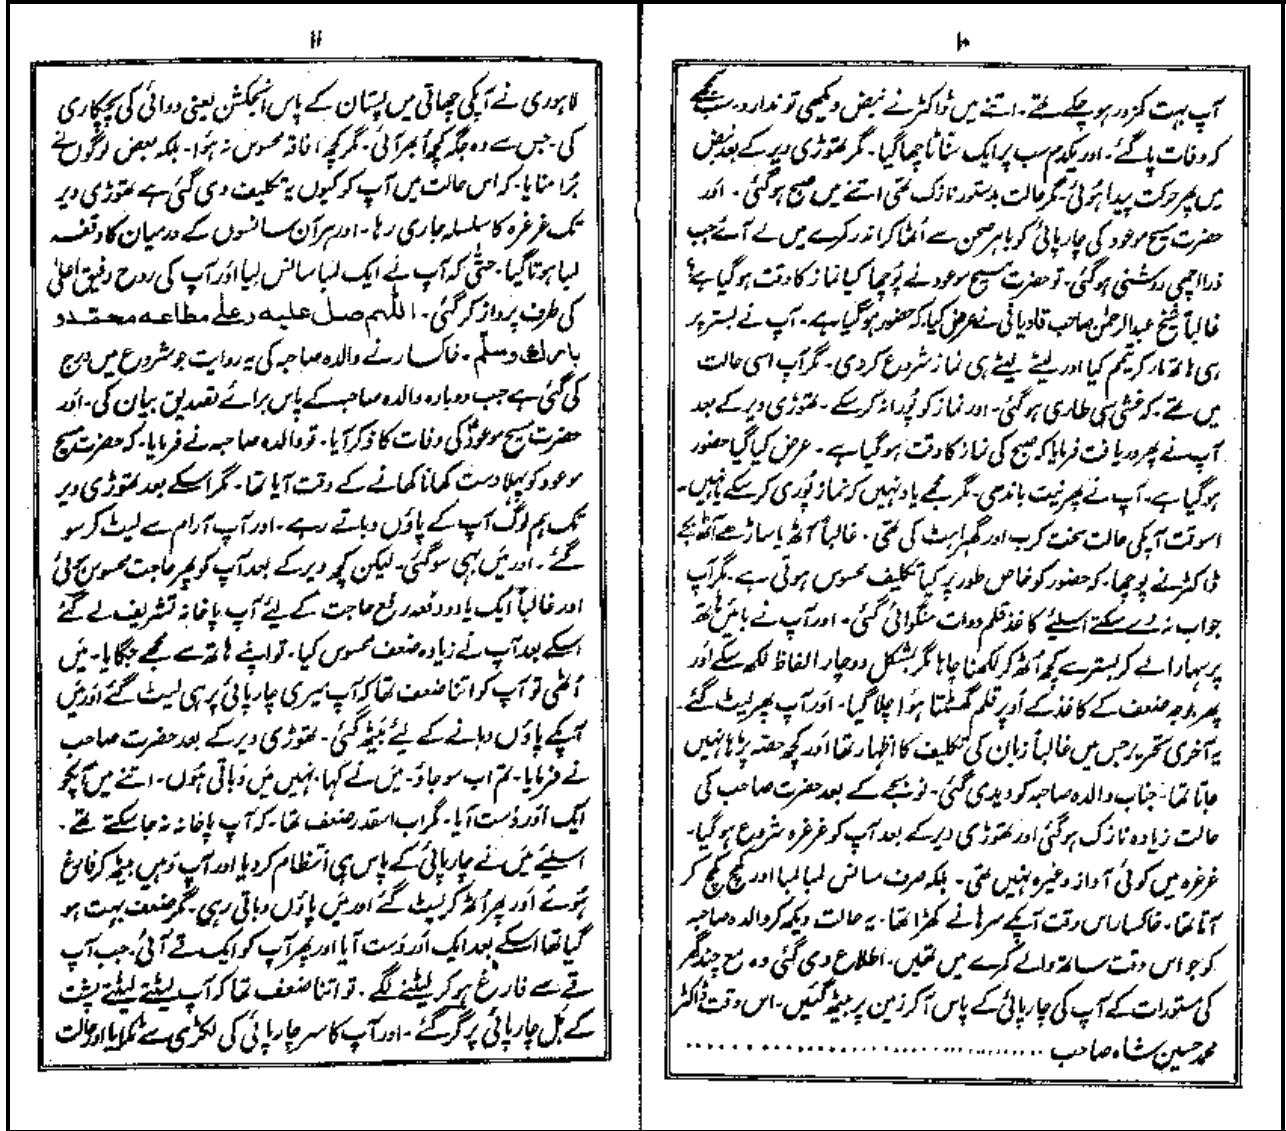 ۱۰
آپ بہت کمزور ہو چکے تھے۔ اتنے میں ڈاکٹر نے نبض دیکھی تو ندارد۔ سب سمجھے
کہ وفات پا گئے۔ اور یکدم سب پر ایک سناٹا چھا گیا۔ مگر تھوڑی دیر کے بعد نبض
میں پھر حرکت پیدا ہوئی۔ مگر حالت بدستور نازک تھی اتنے میں صبح ہو گئی۔ اور
حضرت مسیح موعود کی چارپائی کو باہر صحن سے اُٹھا کر اندر کمرے میں لے آئے جب
ذرا اچھی روشنی ہو گئی۔ تو حضرت مسیح موعود نے پوچھا کیا نماز کا وقت ہو گیا ہے؟
غالباً شیخ عبدالرحمٰن صاحب قادیانی نے عرض کیا، کہ حضور ہو گیا ہے۔ آپ نے بستر پر
ہی ہاتھ مار کر تیمم کیا اور لیٹے لیٹے ہی نماز شروع کر دی۔ مگر آپ اسی حالت
میں تھے۔ کہ غشی سی طاری ہو گئی۔ اور نماز کو پُورا نہ کر سکے۔ تھوڑی دیر کے بعد
آپ نے پھر دریافت فرمایا کہ صبح کی نماز کا وقت ہو گیا ہے۔ عرض کیا گیا حضور
ہو گیا ہے۔ آپ نے پھر نیت باندھی۔ مگر مجھے یاد نہیں کہ نماز پوری کر سکے یا نہیں۔
اسوقت آپکی حالت سخت کرب اور گھبراہٹ کی تھی۔ غالباً آٹھ یا ساڑھے آٹھ بجے
ڈاکٹر نے پوچھا۔ کہ حضور کو خاص طور پر کیا تکلیف محسوس ہوتی ہے۔ مگر آپ
جواب نہ دے سکے اسلئے کاغذ قلم دوات منگوائی گئی۔ اور آپ نے بائیں ہاتھ
پر سہارا لے کر بستر سے کچھ اُٹھ کر لکھنا چاہا مگر بمشکل دو چار الفاظ لکھ سکے اور
پھر بوجہ ضعف کے کاغذ کے اُوپر قلم گھسٹتا ہوا چلا گیا۔ اور آپ پھر لیٹ گئے۔
یہ آخری تحریر جس میں غالباً زبان کی تکلیف کا اظہار تھا اور کچھ حصہ پڑھا نہیں
جاتا تھا۔ جناب والدہ صاحبہ کو دیدی گئی۔ نو بجے کے بعد حضرت صاحب کی
حالت زیادہ نازک ہو گئی اور تھوڑی دیر کے بعد آپ کو غرغرہ شروع ہو گیا۔
غرغرہ میں کوئی آواز وغیرہ نہیں تھی۔ بلکہ صرف سانس لمبا لمبا اور کھچ کھچ کر
آتا تھا۔ خاکسار اس وقت آپکے سرہانے کھڑا تھا۔ یہ حالت دیکھ کر والدہ صاحبہ
کو جو اس وقت ساتھ والے کمرے میں تھیں۔ اطلاع دی گئی وہ مع چند گھر
کی مستورات کے آپ کی چارپائی کے پاس آ کر زمین پر بیٹھ گئیں۔ اس وقت ڈاکٹر
محمد حسین شاہ صاحب ........................................
۱۱
لاہوری نے آپکی چھاتی میں پستان کے پاس انجکشن یعنی دوائی کی پچکاری
کی۔ جس سے وہ جگہ کچھ اُبھر آئی۔ مگر کچھ افاقہ محسوس نہ ہُوا۔ بلکہ بعض لوگوں نے
بُرا منایا۔ کہ اس حالت میں آپ کو کیوں یہ تکلیف دی گئی ہے تھوڑی دیر
تک غرغرہ کا سلسلہ جاری رہا۔ اور ہر آن سانسوں کے درمیان کا وقفہ
لمبا ہوتا گیا۔ حتّٰی کہ آپ نے ایک لمبا سانس لیا اور آپ کی روح رفیق اعلیٰ
کی طرف پرواز کر گئی۔ اللّٰهم صل علیه وعلٰے مطاعه محمّد و
بارك وسلّم۔ خاکسار نے والدہ صاحبہ کی یہ روایت جو شروع میں درج
کی گئی ہے جب دوبارہ والدہ صاحبہ کے پاس برائے تصدیق بیان کی۔ اور
حضرت مسیح موعودؑ کی وفات کا ذکر آیا۔ تو والدہ صاحبہ نے فرمایا۔ کہ حضرت مسیح
موعود کو پہلا دست کھانا کھانے کے وقت آیا تھا۔ مگر اسکے بعد تھوڑی دیر
تک ہم لوگ آپ کے پاؤں دباتے رہے۔ اور آپ آرام سے لیٹ کر سو
گئے۔ اور میں بھی سو گئی۔ لیکن کچھ دیر کے بعد آپ کو پھر حاجت محسوس ہوئی
اور غالباً ایک یا دو دفعہ رفع حاجت کے لئے آپ پاخانہ تشریف لے گئے
اسکے بعد آپ نے زیادہ ضعف محسوس کیا۔ تو اپنے ہاتھ سے مجھے جگایا۔ میں
اُٹھی تو آپ کو اتنا ضعف تھا کہ آپ میری چارپائی پر ہی لیٹ گئے اور میں
آپکے پاؤں دبانے کے لئے بیٹھ گئی۔ تھوڑی دیر کے بعد حضرت صاحب
نے فرمایا۔ تم اب سو جاؤ۔ میں نے کہا۔ نہیں میں دباتی ہوں۔ اتنے میں آپکو
ایک اور دست آیا۔ مگر اب اسقدر ضعف تھا۔ کہ آپ پاخانہ نہ جا سکتے تھے۔
اسلئے میں نے چارپائی کے پاس ہی انتظام کر دیا اور آپ وہیں بیٹھ کر فارغ
ہوئے اور پھر اُٹھ کر لیٹ گئے اور میں پاؤں دباتی رہی۔ مگر ضعف بہت ہو
گیا تھا اسکے بعد ایک اور دست آیا اور پھر آپ کو ایک قے آئی۔ جب آپ
قے سے فارغ ہو کر لیٹنے لگے۔ تو اتنا ضعف تھا کہ آپ لیٹتے لیٹتے پشت
کے بَل چارپائی پر گر گئے۔ اور آپ کا سر چارپائی کی لکڑی سے ٹکرایا اور حالت